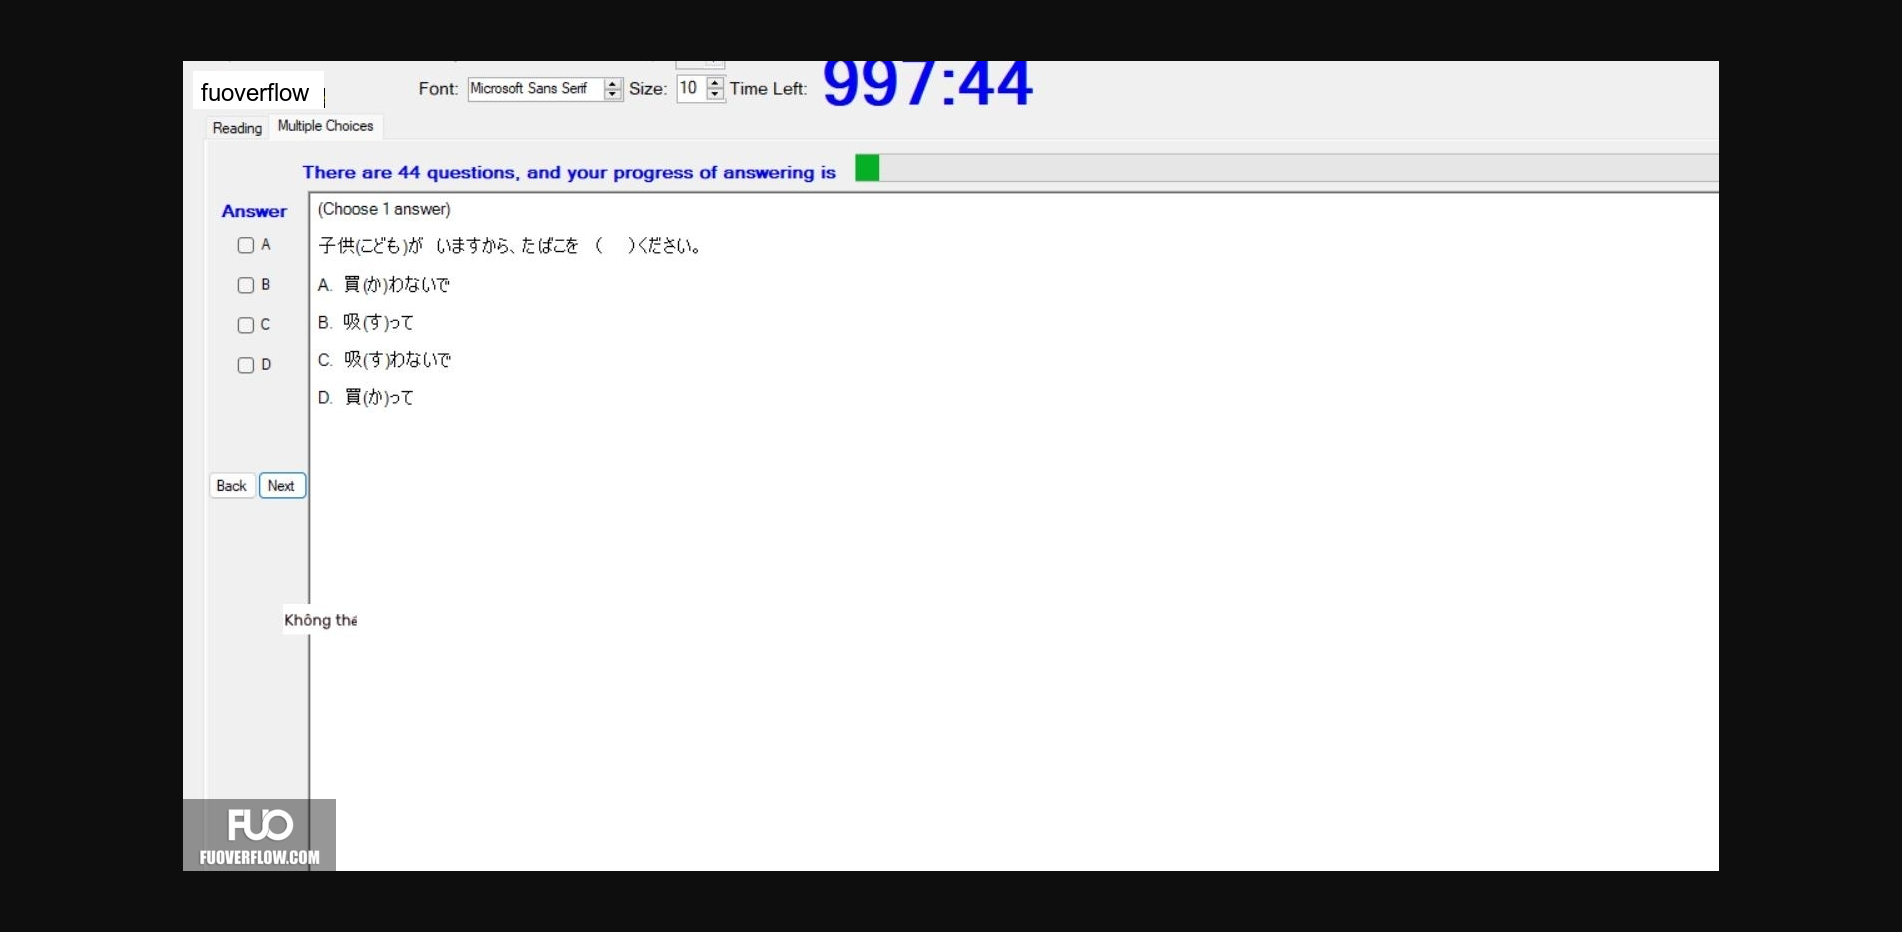 fuoverflow
Font: Microsoft Sans Serif Size: 10 Time Left: 997:44
Reading Multiple Choices
There are 44 questions, and your progress of answering is
Answer
(Choose 1 answer)
A
子供(こども)が いますから、たばこを ( )ください。
B
A. 買(か)わないで
C
B. 吸(す)って
D
C. 吸(す)わないで
D. 買(か)って
Back Next
Không thể
FUO
FUOVERFLOW.COM